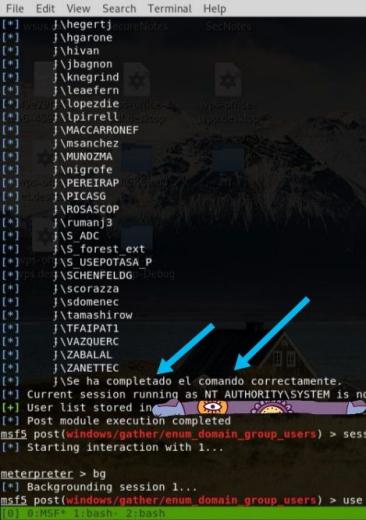 File Edit View Search Terminal Help
[*] }\hegertj
[*] }\hgarone
[*] }\hivan
[*] }\jbagnon
[*] }\knegrind
[*] }\leaefern
[*] }\lopezdie
[*] }\lpirrell
[*] }\MACCARRONEF
[*] }\msanchez
[*] }\MUNOZMA
[*] }\nigrofe
[*] }\PEREIRAP
[*] }\PICASG
[*] }\ROSASCOP
[*] }\rumanj3
[*] }\S_ADC
[*] }\S_forest_ext
[*] }\S_USEPOTASA_P
[*] }\SCHENFELDG
[*] }\scorazza
[*] }\sdomenec
[*] }\tamashirow
[*] }\TFAIPAT1
[*] }\VAZQUERC
[*] }\ZABALAL
[*] }\ZANETTEC
[*] }\Se ha completado el comando correctamente.
[*] Current session running as NT AUTHORITY\SYSTEM is no
[+] User list stored in
[*] Post module execution completed
msf5 post(windows/gather/enum_domain_group_users) > sess
[*] Starting interaction with 1...
meterpreter > bg
[*] Backgrounding session 1...
msf5 post(windows/gather/enum_domain_group_users) > use
[0] 0:MSF* 1:bash- 2:bash